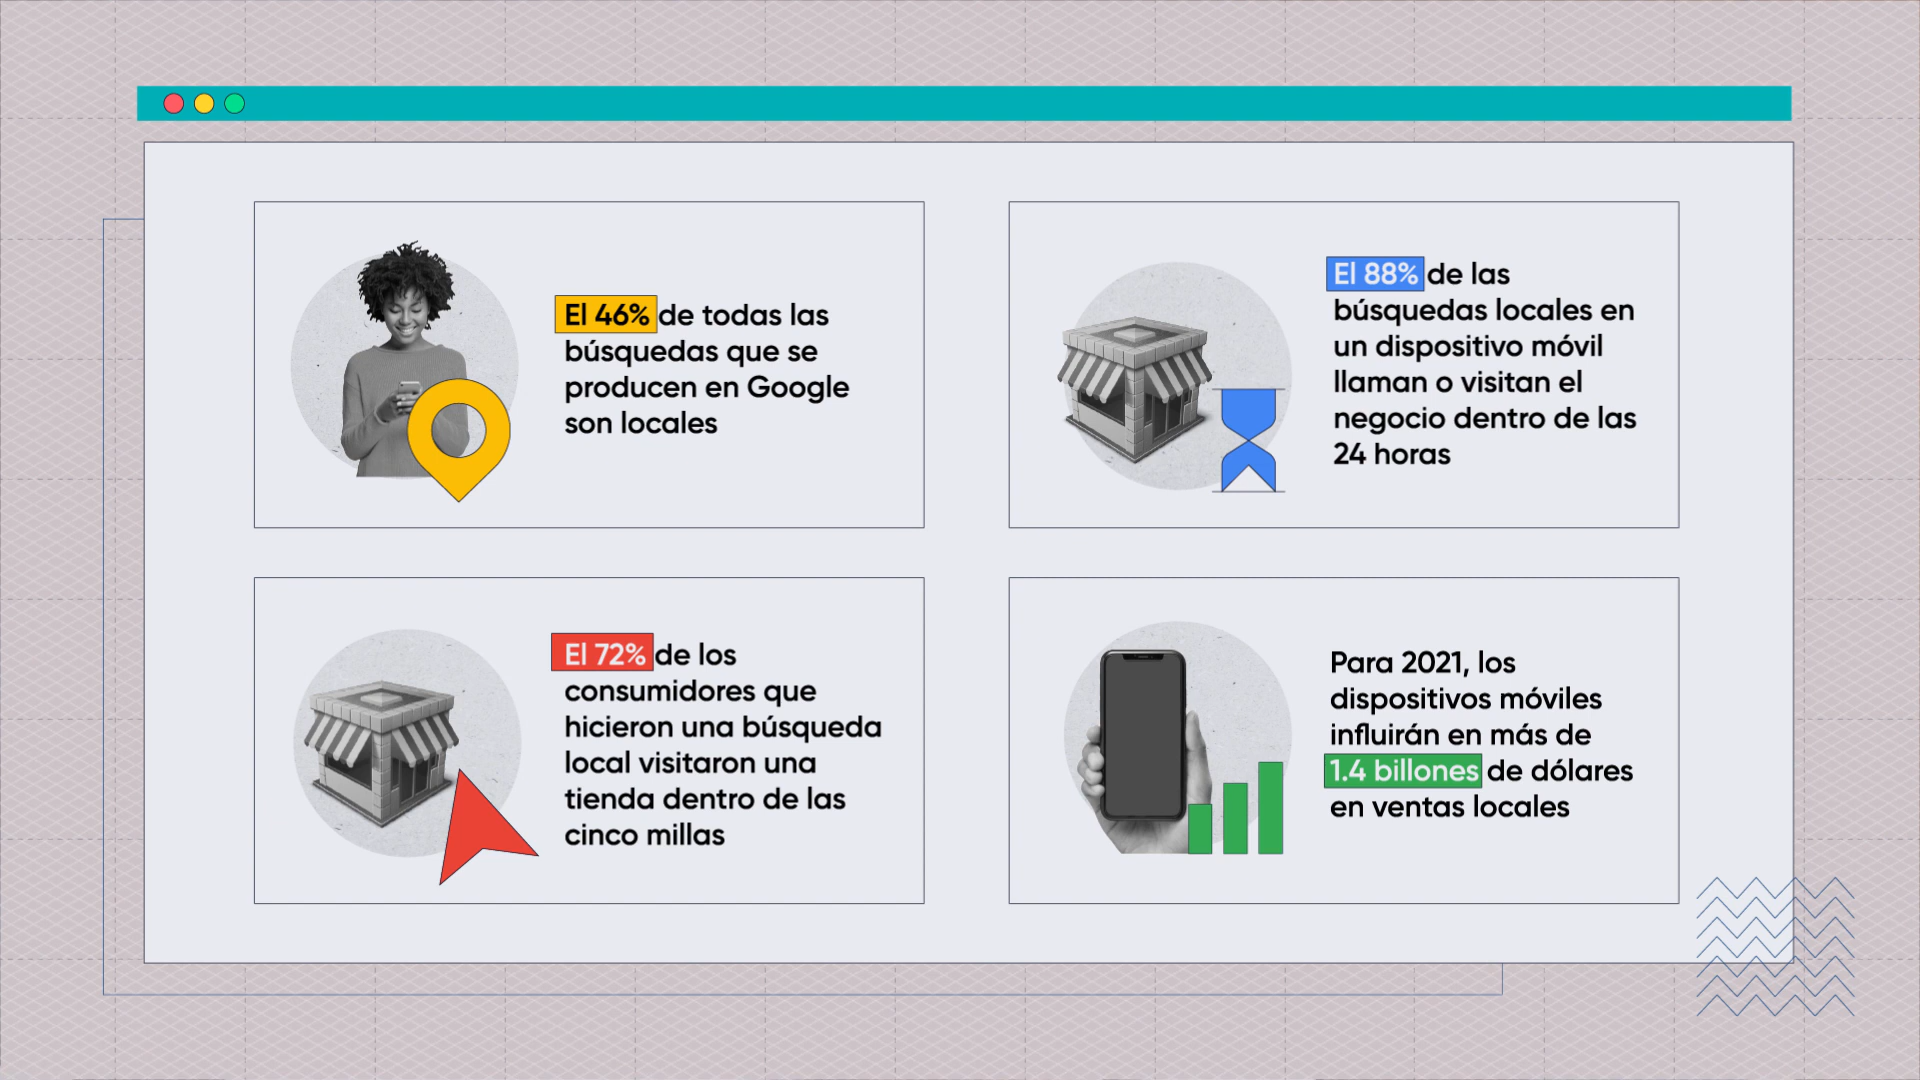 El 46% de todas las
búsquedas que se
producen en Google
son locales
El 88% de las
búsquedas locales en
un dispositivo móvil
llaman o visitan el
negocio dentro de las
24 horas
El 72% de los
consumidores que
hicieron una búsqueda
local visitaron una
tienda dentro de las
cinco millas
Para 2021, los
dispositivos móviles
influirán en más de
1.4 billones de dólares
en ventas locales